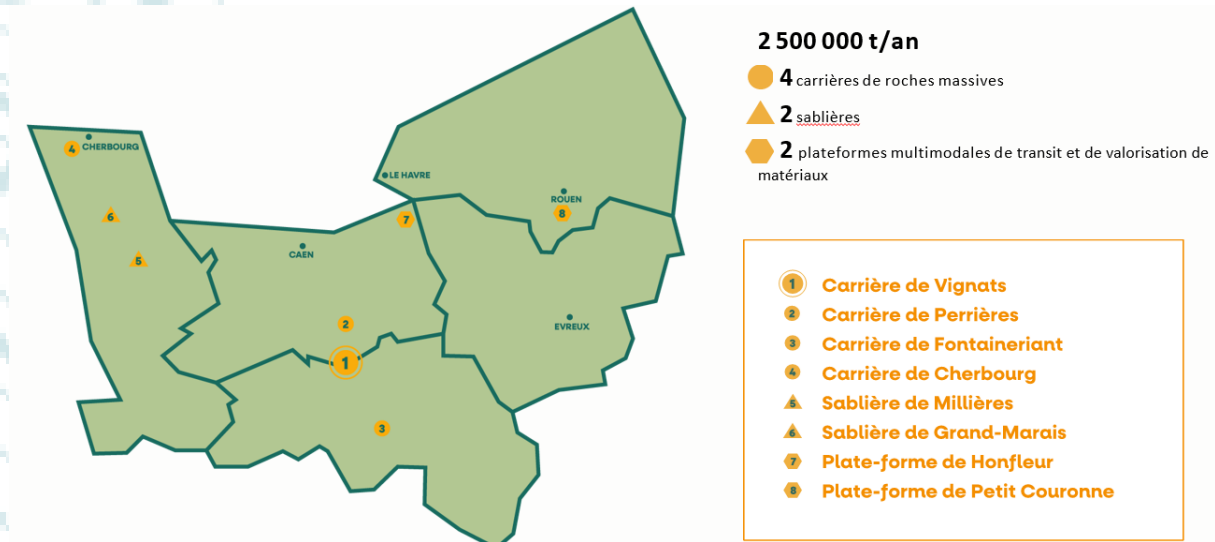 2 500 000 t/an
4 carrières de roches massives
2 sablières
2 plateformes multimodales de transit et de valorisation de
matériaux
4 CHERBOURG
LE HAVRE
ROUEN
6
7
8
CAEN
5
2
EVREUX
1
3
1 Carrière de Vignats
2 Carrière de Perrières
3 Carrière de Fontaineriant
4 Carrière de Cherbourg
5 Sablière de Millières
6 Sablière de Grand-Marais
7 Plate-forme de Honfleur
8 Plate-forme de Petit Couronne